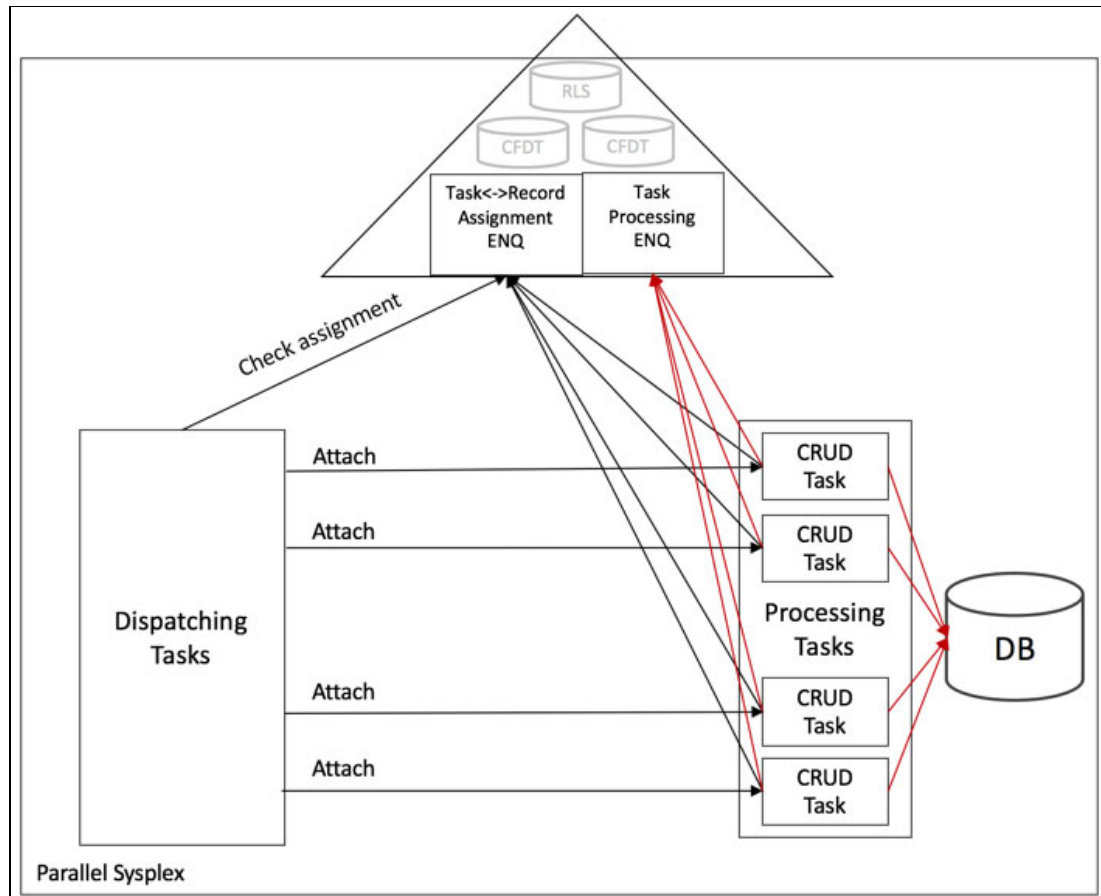 RLS
CFDT
CFDT
Task<->Record
Assignment
ENQ
Task
Processing
ENQ
Check assignment
Dispatching
Tasks
Attach
Attach
Attach
Attach
CRUD
Task
CRUD
Task
Processing
Tasks
CRUD
Task
CRUD
Task
DB
Parallel Sysplex